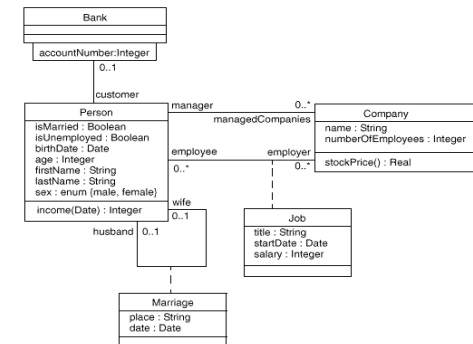 Bank
accountNumber:Integer
0..1
customer
Person
isMarried : Boolean
isUnemployed : Boolean
birthDate : Date
age : Integer
firstName : String
lastName : String
sex : enum {male, female}
income(Date) : Integer
manager
0..*
managedCompanies
employee
employer
0..*
0..*
Company
name : String
numberOfEmployees : Integer
stockPrice() : Real
wife
0..1
husband
0..1
Job
title : String
startDate : Date
salary : Integer
Marriage
place : String
date : Date